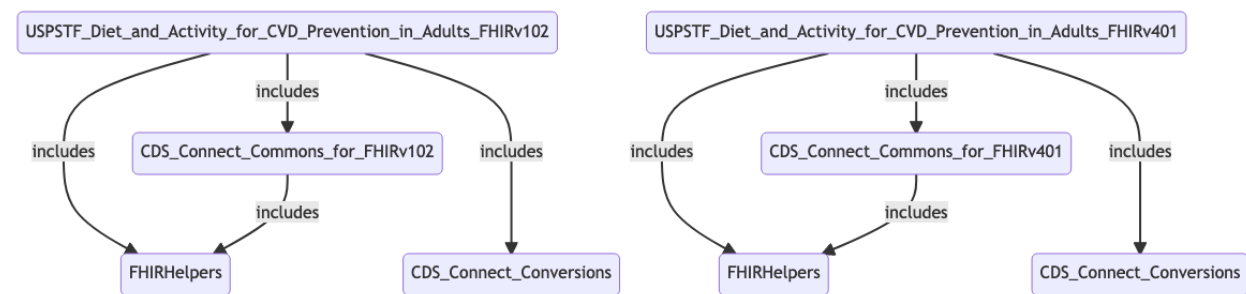 USPSTF_Diet_and_Activity_for_CVD_Prevention_in_Adults_FHIRv102
includes
includes
CDS_Connect_Commons_for_FHIRv102
includes
includes
FHIRHelpers
CDS_Connect_Conversions
USPSTF_Diet_and_Activity_for_CVD_Prevention_in_Adults_FHIRv401
includes
includes
CDS_Connect_Commons_for_FHIRv401
includes
includes
FHIRHelpers
CDS_Connect_Conversions